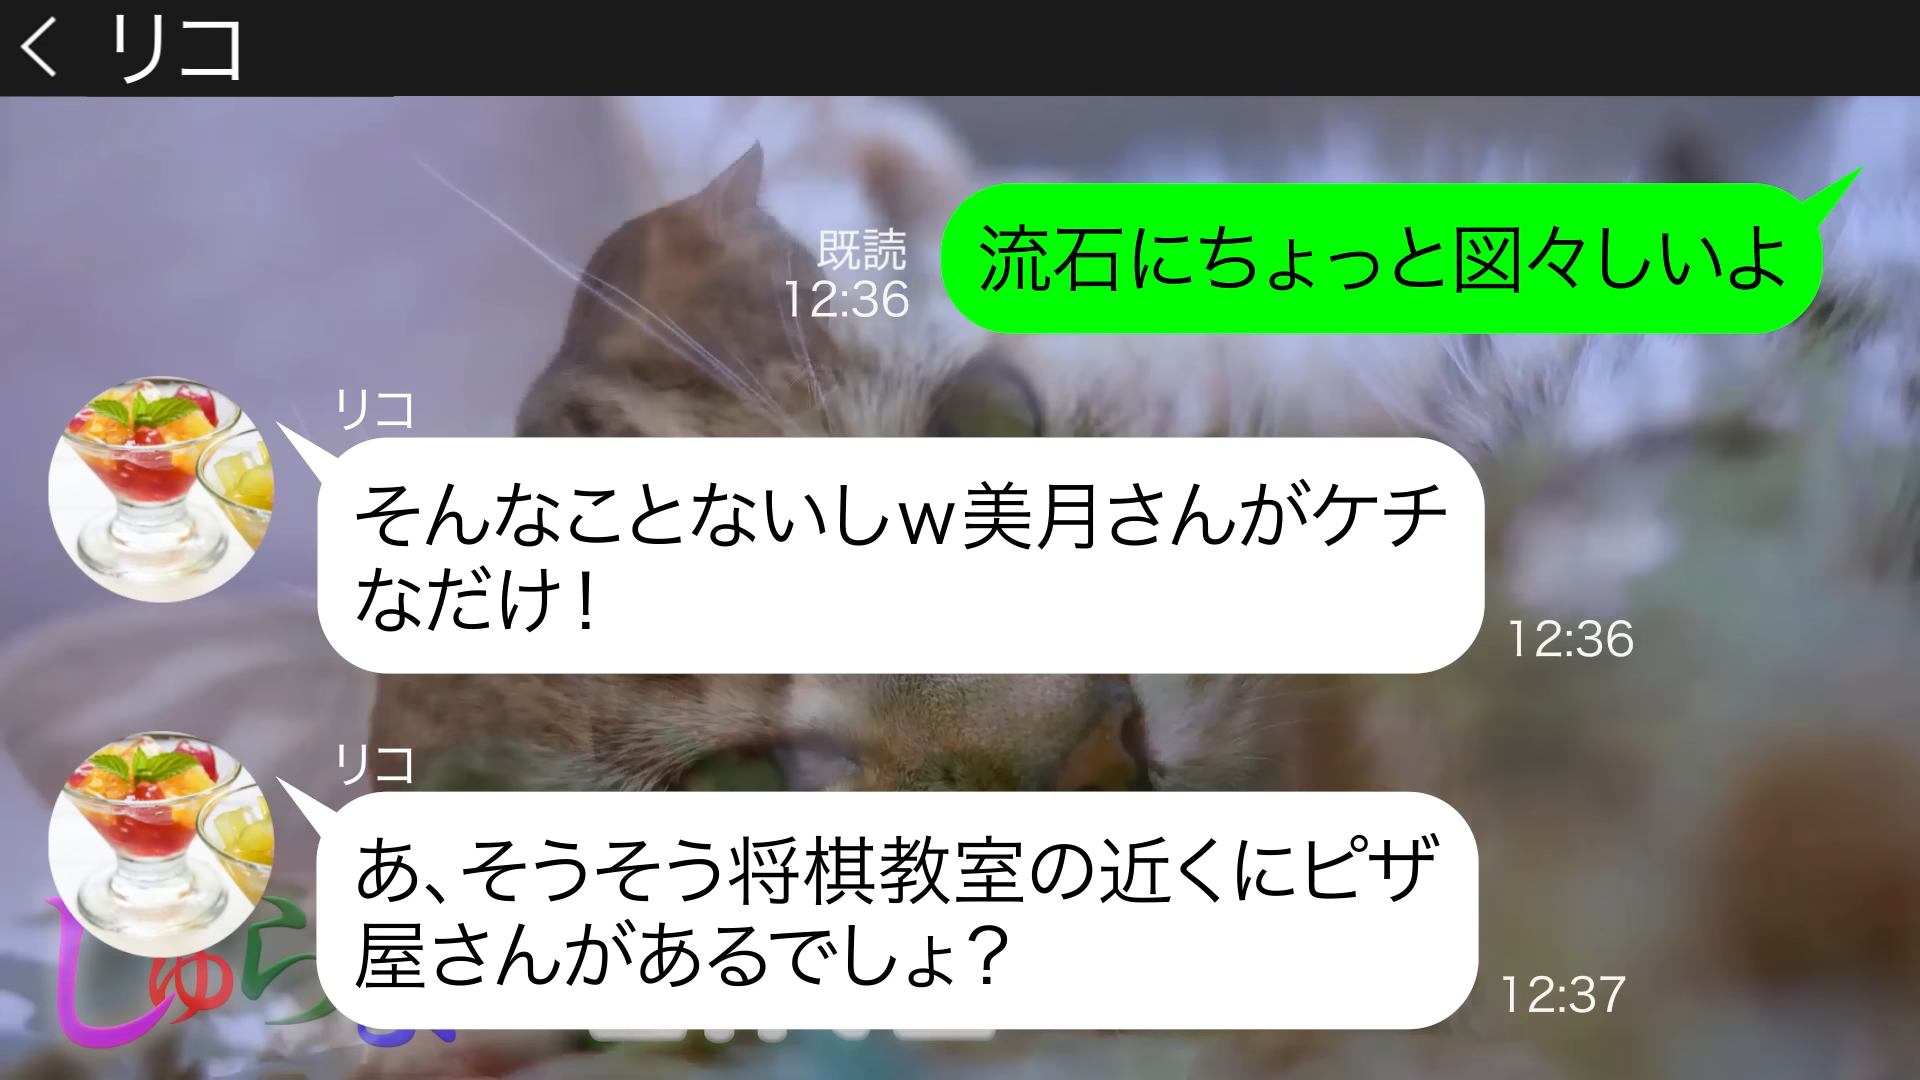 リコ
流石にちょっと図々しいよ
既読
12:36
リコ
そんなことないしw美月さんがケチ
なだけ!
12:36
リコ
あ、そうそう将棋教室の近くにピザ
屋さんがあるでしょ?
12:37
しゅら